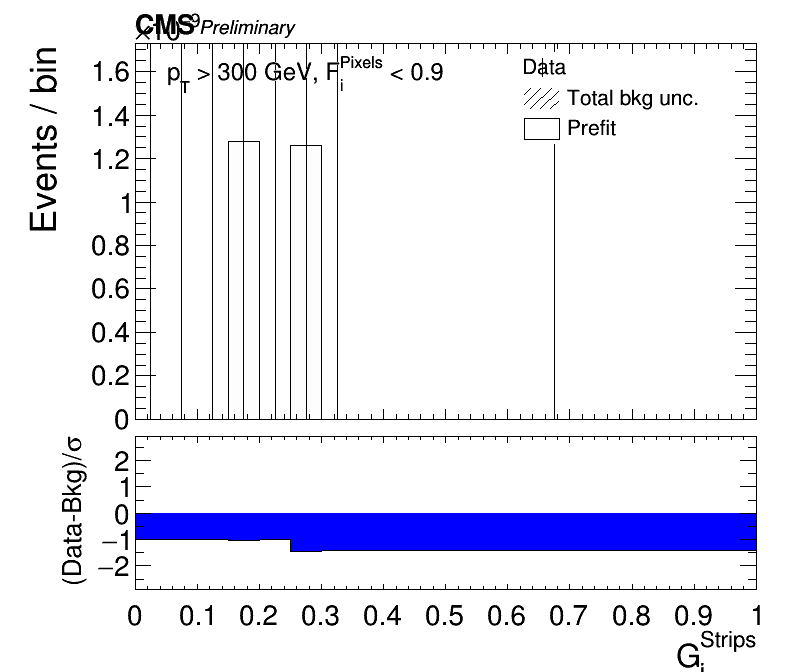 CMS Preliminary
×10⁻⁹
Events / bin
p_T > 300 GeV, F_i^Pixels < 0.9
Data
Total bkg unc.
Prefit
1.6
1.4
1.2
1
0.8
0.6
0.4
0.2
0
(Data-Bkg)/σ
2
1
0
−1
−2
0 0.1 0.2 0.3 0.4 0.5 0.6 0.7 0.8 0.9 1
G_i^Strips